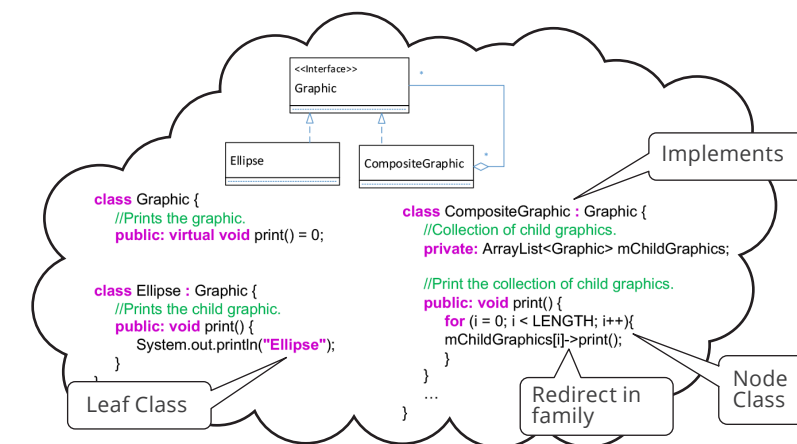 <<Interface>>
Graphic
*
*
Ellipse
CompositeGraphic
Implements
class Graphic {
//Prints the graphic.
public: virtual void print() = 0;
class Ellipse : Graphic {
//Prints the child graphic.
public: void print() {
System.out.println("Ellipse");
}
}
Leaf Class
class CompositeGraphic : Graphic {
//Collection of child graphics.
private: ArrayList<Graphic> mChildGraphics;
//Print the collection of child graphics.
public: void print() {
for (i = 0; i < LENGTH; i++){
mChildGraphics[i]->print();
}
}
...
}
Redirect in
family
Node
Class